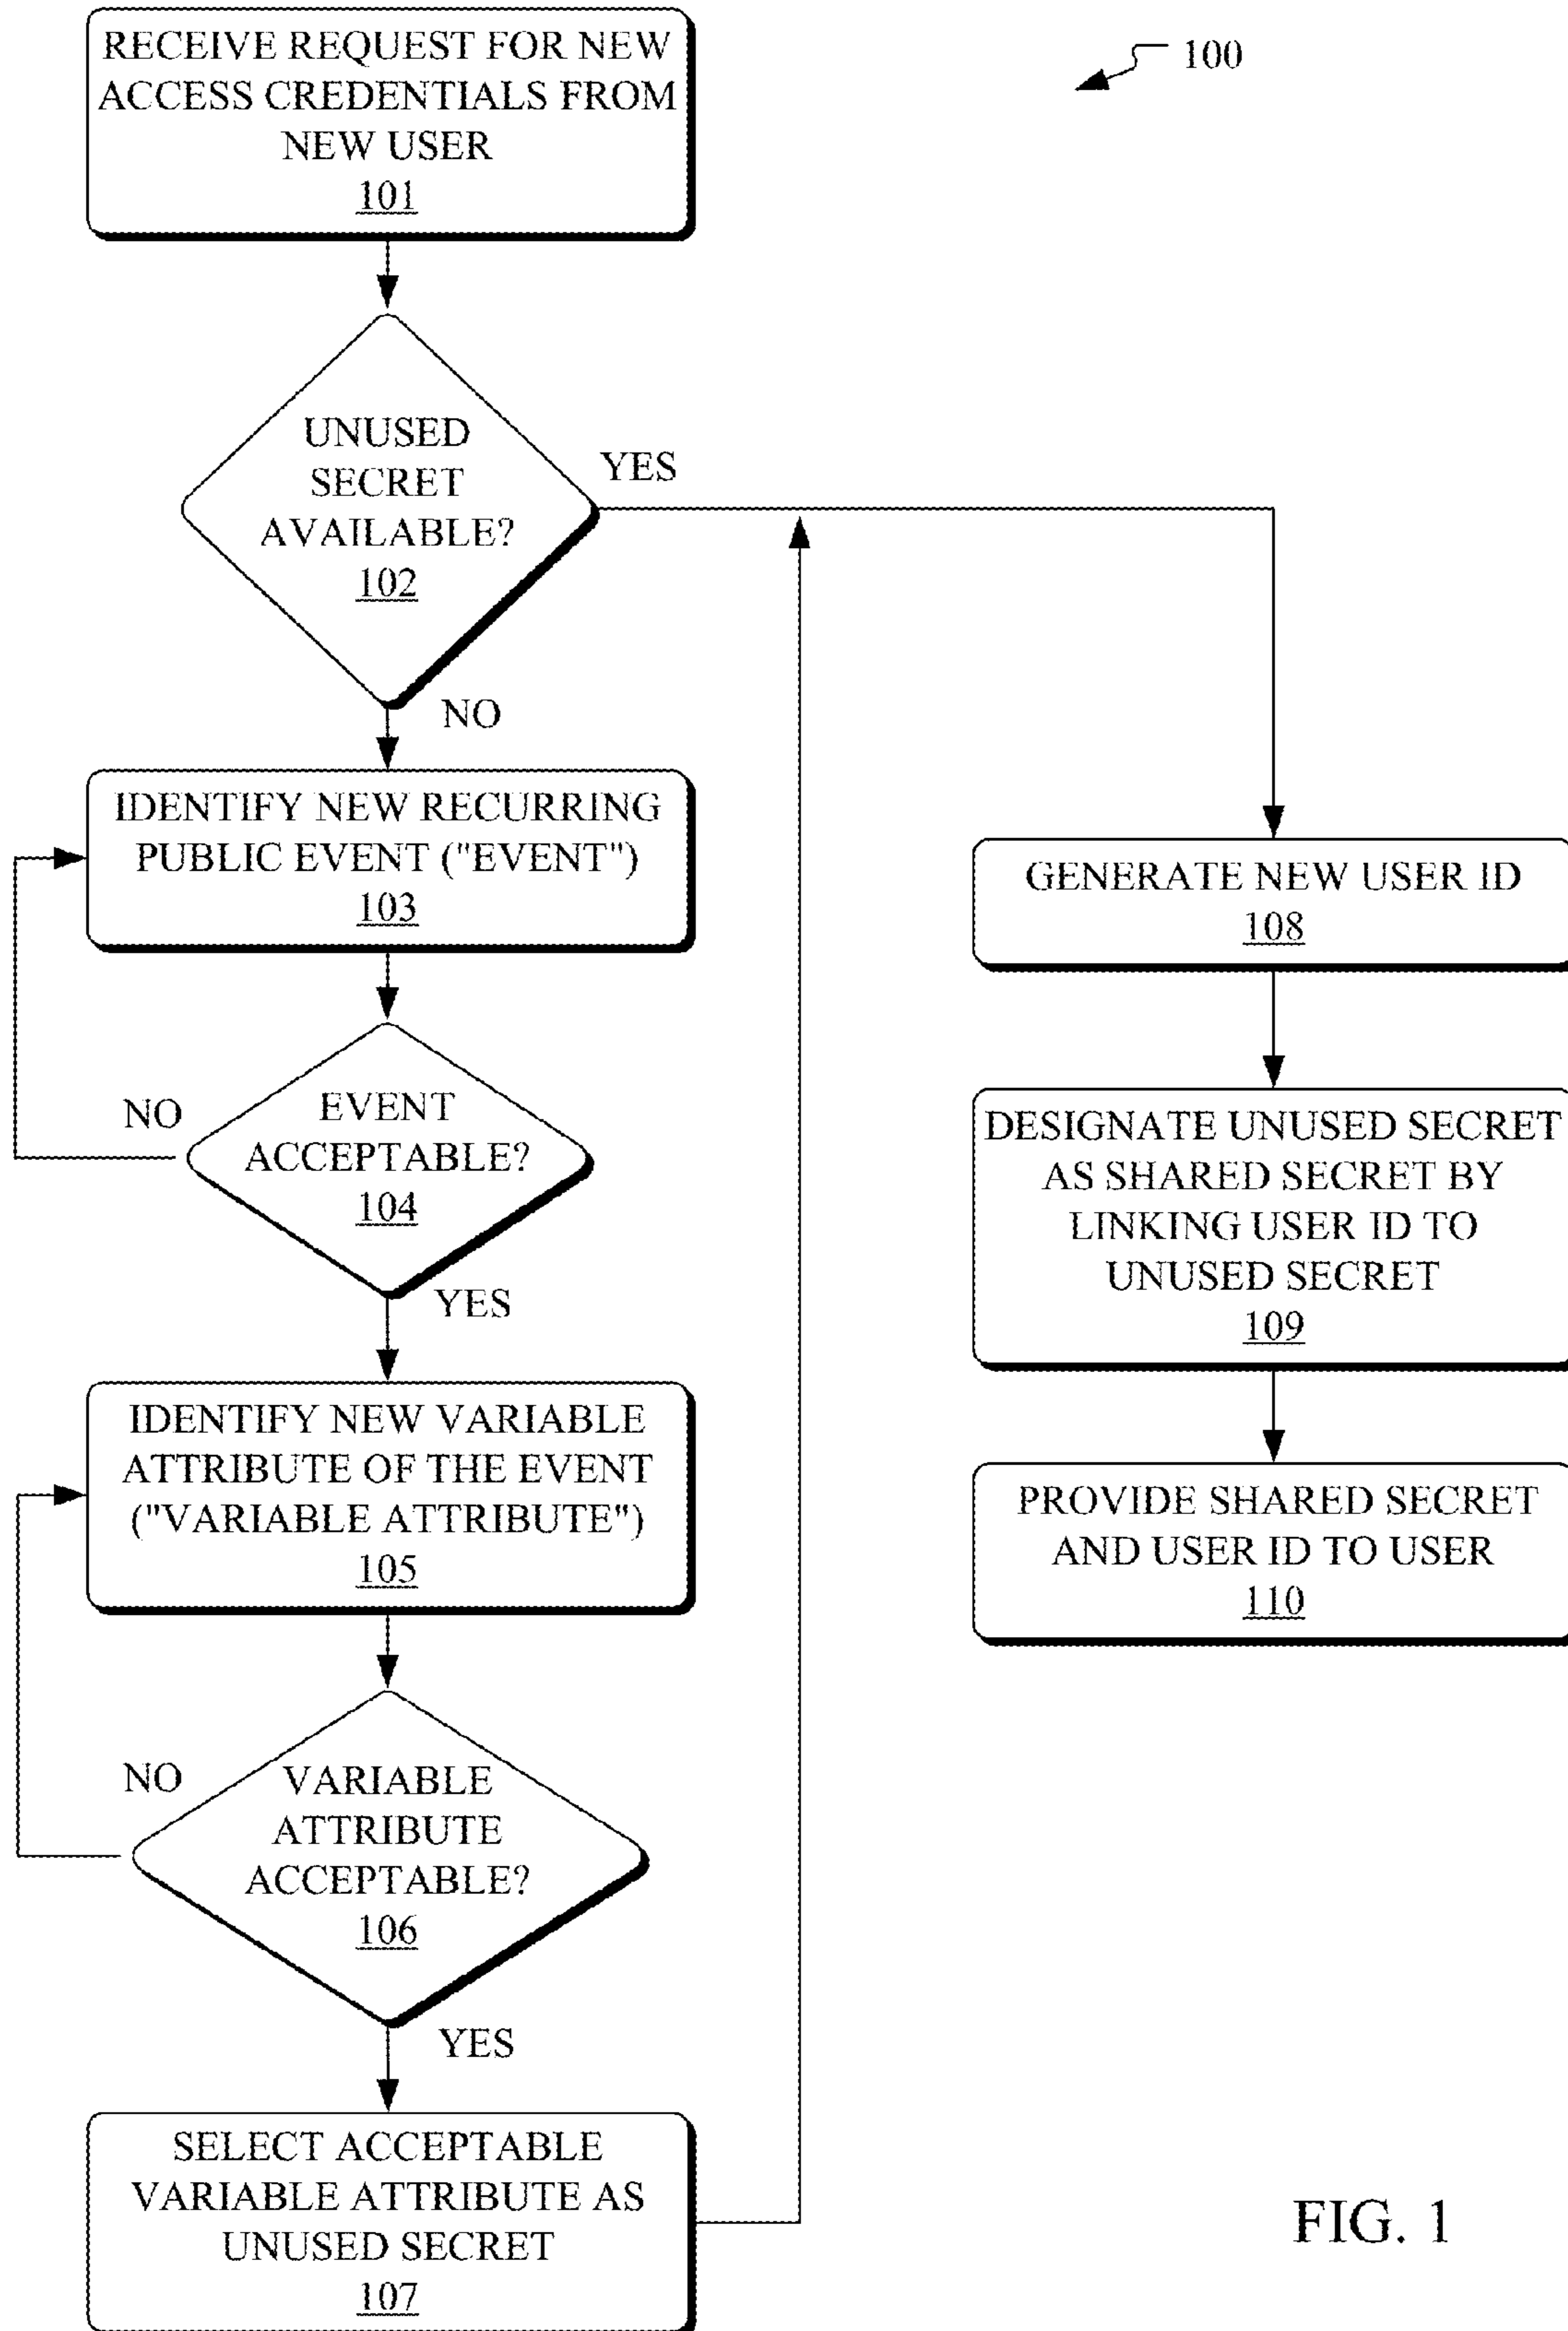 RECEIVE REQUEST FOR NEW
ACCESS CREDENTIALS FROM
NEW USER
101
100
UNUSED
SECRET
AVAILABLE?
102
YES
NO
IDENTIFY NEW RECURRING
PUBLIC EVENT ("EVENT")
103
EVENT
ACCEPTABLE?
104
NO
YES
IDENTIFY NEW VARIABLE
ATTRIBUTE OF THE EVENT
("VARIABLE ATTRIBUTE")
105
VARIABLE
ATTRIBUTE
ACCEPTABLE?
106
NO
YES
SELECT ACCEPTABLE
VARIABLE ATTRIBUTE AS
UNUSED SECRET
107
GENERATE NEW USER ID
108
DESIGNATE UNUSED SECRET
AS SHARED SECRET BY
LINKING USER ID TO
UNUSED SECRET
109
PROVIDE SHARED SECRET
AND USER ID TO USER
110
FIG. 1